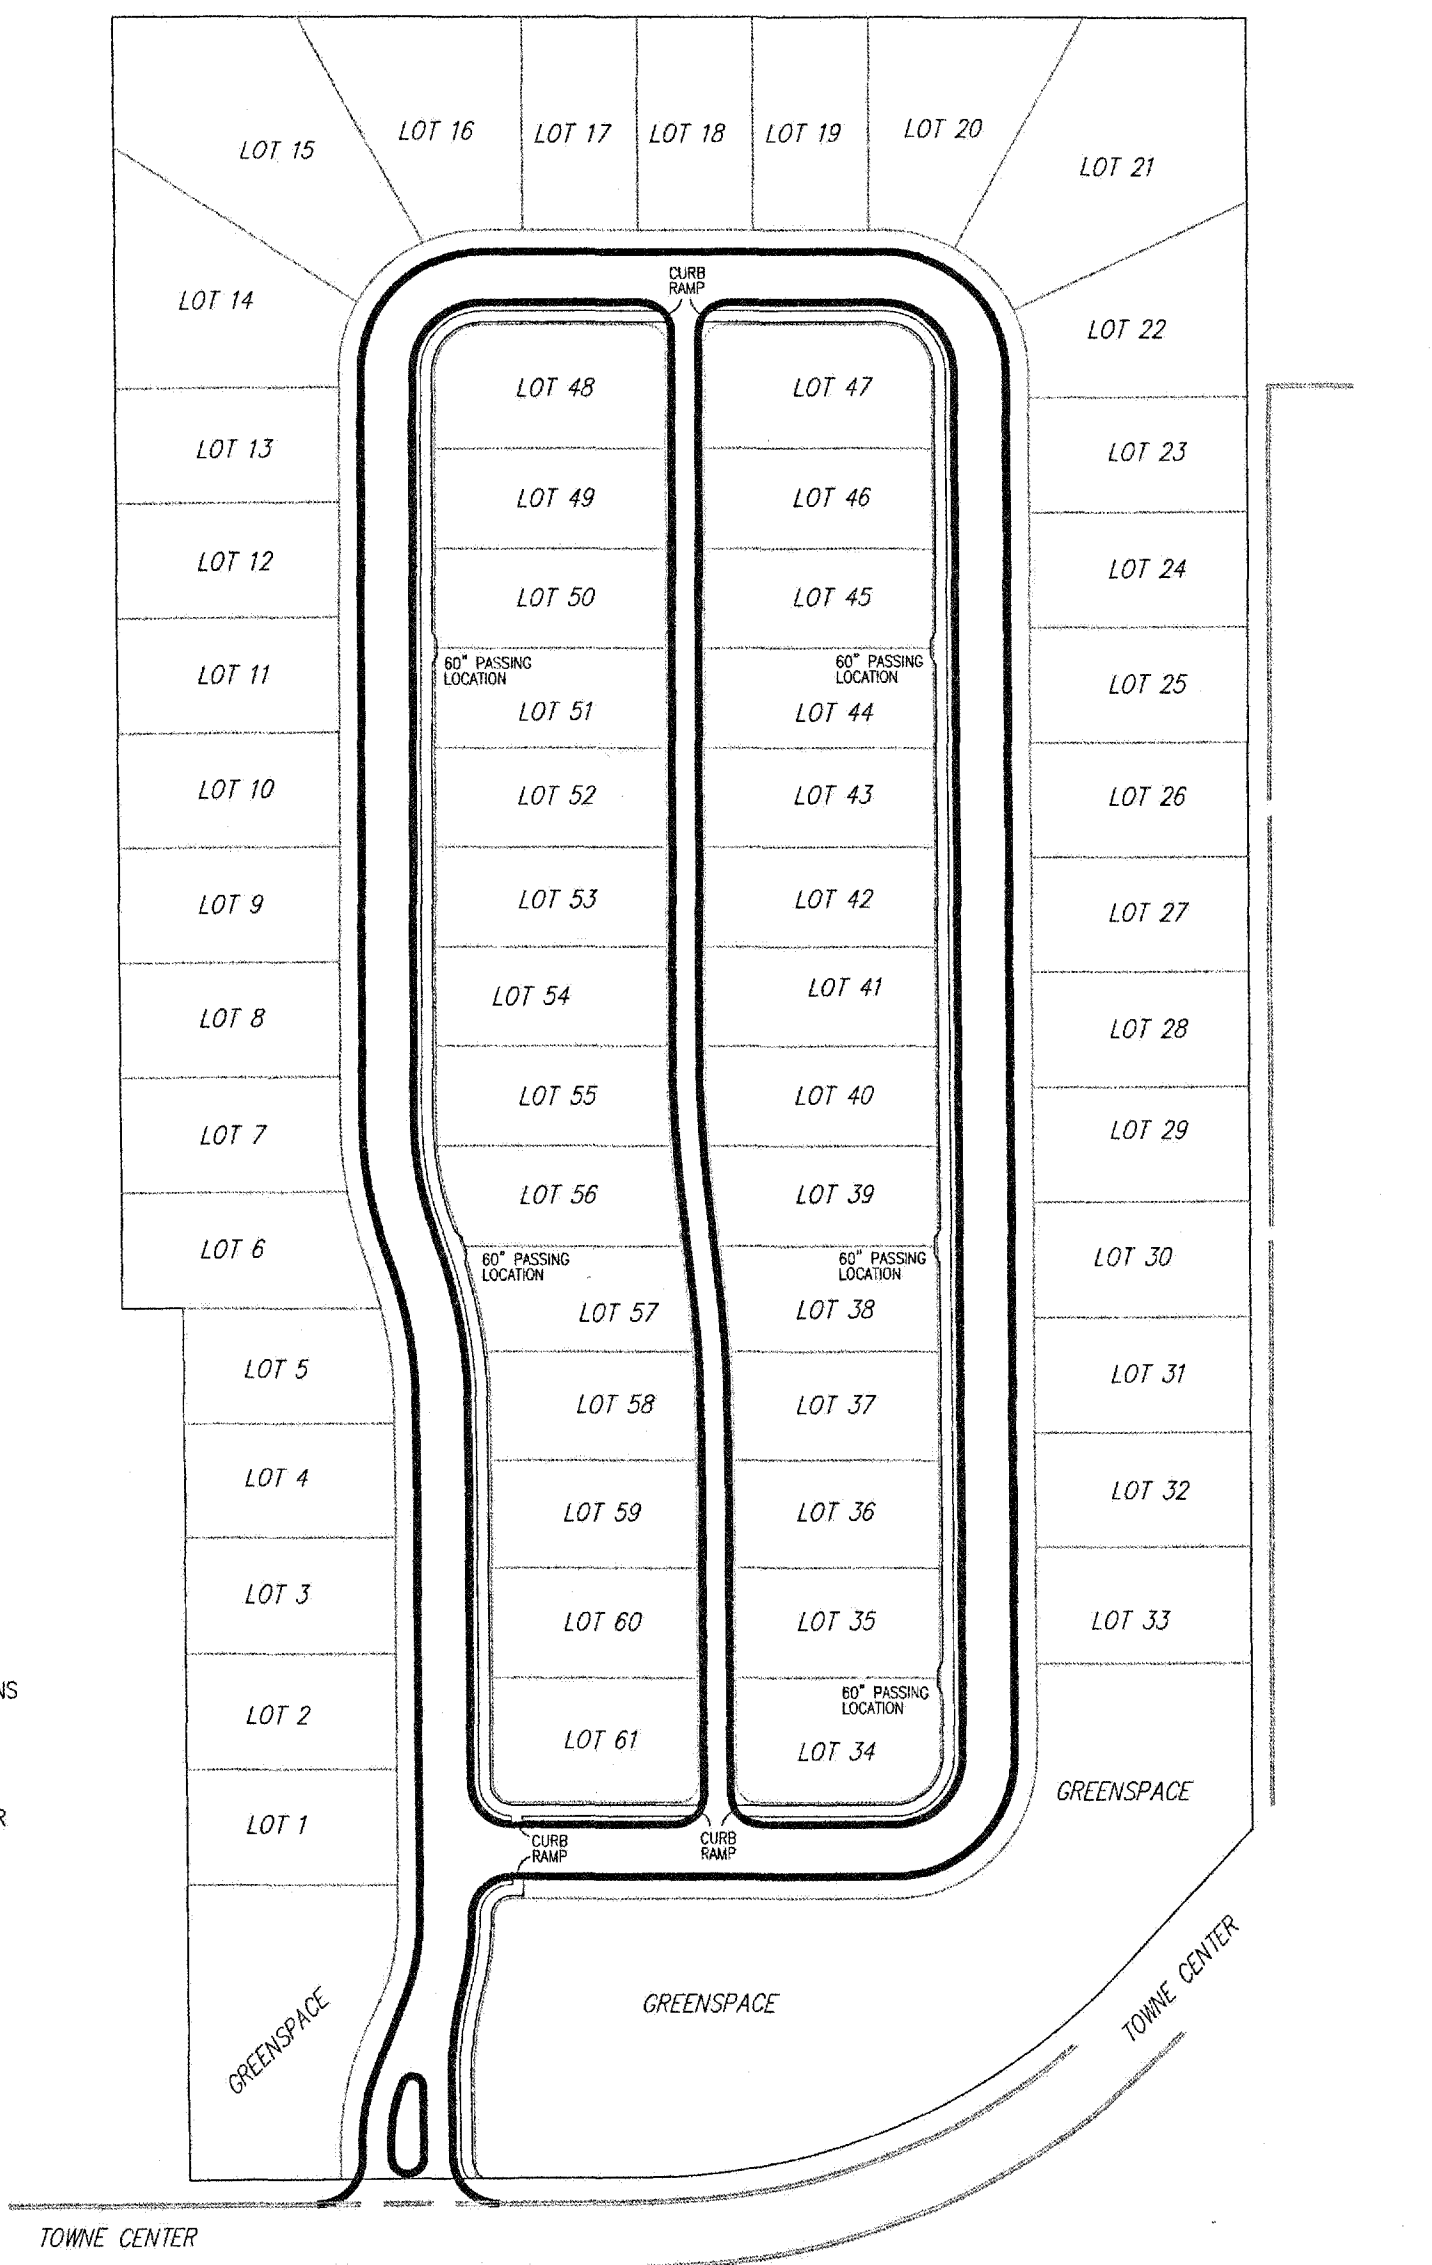 LOT 16
LOT 17
LOT 18
LOT 19
LOT 20
LOT 15
LOT 21
CURB
RAMP
LOT 14
LOT 22
LOT 48
LOT 47
LOT 13
LOT 23
LOT 49
LOT 46
LOT 12
LOT 24
LOT 50
LOT 45
60" PASSING
LOCATION
60" PASSING
LOCATION
LOT 11
LOT 25
LOT 51
LOT 44
LOT 10
LOT 52
LOT 43
LOT 26
LOT 9
LOT 53
LOT 42
LOT 27
LOT 54
LOT 41
LOT 8
LOT 28
LOT 55
LOT 40
LOT 7
LOT 29
LOT 56
LOT 39
LOT 6
60" PASSING
LOCATION
60" PASSING
LOCATION
LOT 30
LOT 57
LOT 38
LOT 5
LOT 31
LOT 58
LOT 37
LOT 4
LOT 32
LOT 59
LOT 36
LOT 3
LOT 60
LOT 35
LOT 33
NS
60" PASSING
LOCATION
LOT 2
LOT 61
LOT 34
GREENSPACE
R
LOT 1
CURB
RAMP
CURB
RAMP
GREENSPACE
GREENSPACE
TOWNE CENTER
TOWNE CENTER